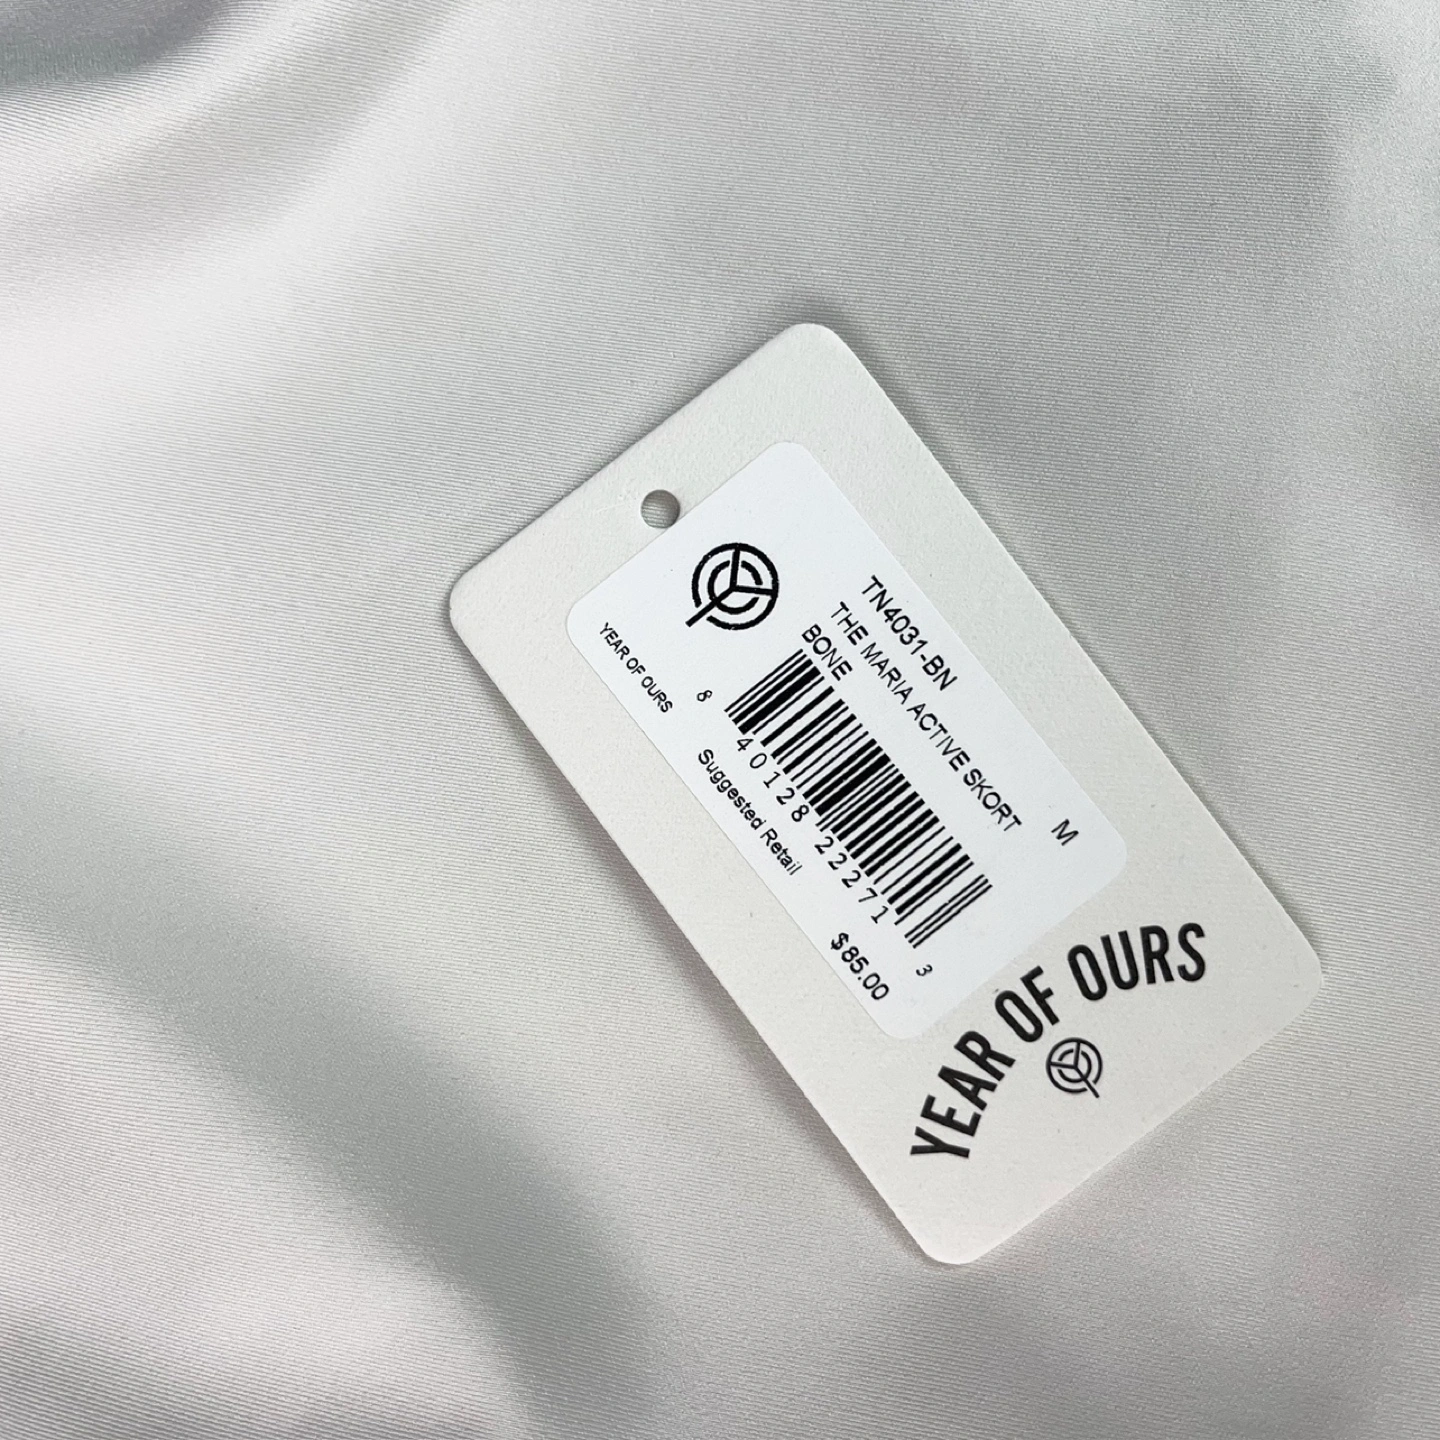 TN4031-BN
THE MARIA ACTIVE SKORT
BONE
M
8 40128 22271 3
YEAR OF OURS
Suggested Retail
$85.00
YEAR OF OURS